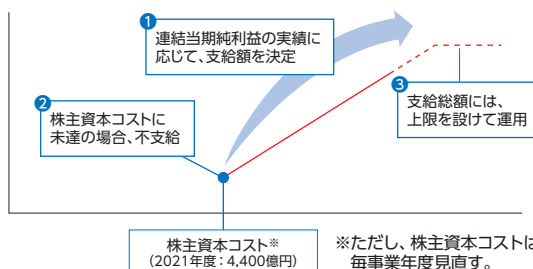 1
連結当期純利益の実績に
応じて、支給額を決定
2
株主資本コストに
未達の場合、不支給
3
支給総額には、
上限を設けて運用
株主資本コスト※
(2021年度：4,400億円)
※ただし、株主資本コストは
毎事業年度見直す。